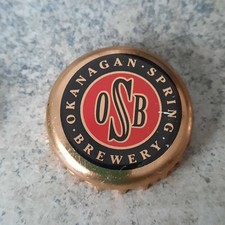 OKANAGAN · SPRING · BREWERY ·
OSB